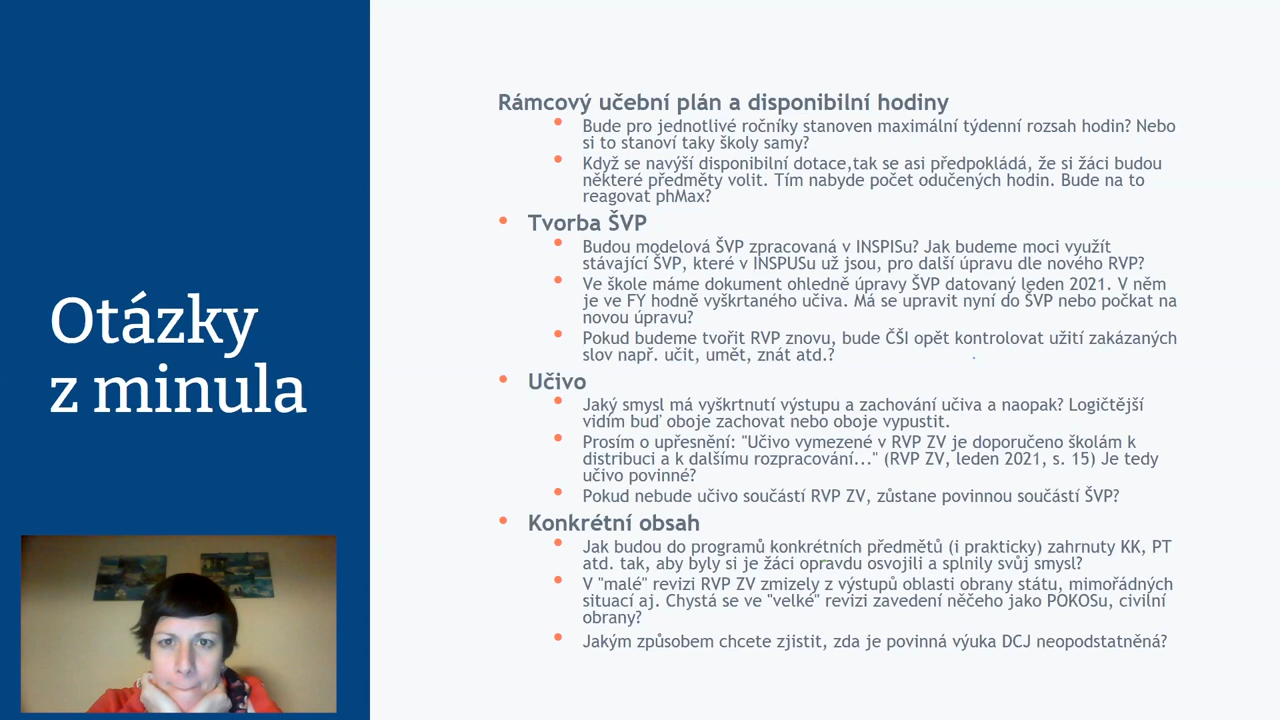 Otázky
z minula
Rámcový učební plán a disponibilní hodiny
Bude pro jednotlivé ročníky stanoven maximální týdenní rozsah hodin? Nebo
si to stanoví taky školy samy?
Když se navýší disponibilní dotace,tak se asi předpokládá, že si žáci budou
některé předměty volit. Tím nabyde počet odučených hodin. Bude na to
reagovat phMax?
Tvorba ŠVP
Budou modelová ŠVP zpracovaná v INSPISu? Jak budeme moci využít
stávající ŠVP, které v INSPUSu už jsou, pro další úpravu dle nového RVP?
Ve škole máme dokument ohledně úpravy ŠVP datovaný leden 2021. V něm
je ve FY hodně vyškrtaného učiva. Má se upravit nyní do ŠVP nebo počkat na
novou úpravu?
Pokud budeme tvořit RVP znovu, bude ČŠI opět kontrolovat užití zakázaných
slov např. učit, umět, znát atd.?
Učivo
Jaký smysl má vyškrtnutí výstupu a zachování učiva a naopak? Logičtější
vidím buď oboje zachovat nebo oboje vypustit.
Prosím o upřesnění: "Učivo vymezené v RVP ZV je doporučeno školám k
distribuci a k dalšímu rozpracování..." (RVP ZV, leden 2021, s. 15) Je tedy
učivo povinné?
Pokud nebude učivo součástí RVP ZV, zůstane povinnou součástí ŠVP?
Konkrétní obsah
Jak budou do programů konkrétních předmětů (i prakticky) zahrnuty KK, PT
atd. tak, aby byly si je žáci opravdu osvojili a splnily svůj smysl?
V "malé" revizi RVP ZV zmizely z výstupů oblasti obrany státu, mimořádných
situací aj. Chystá se ve "velké" revizi zavedení něčeho jako POKOSu, civilní
obrany?
Jakým způsobem chcete zjistit, zda je povinná výuka DCJ neopodstatněná?